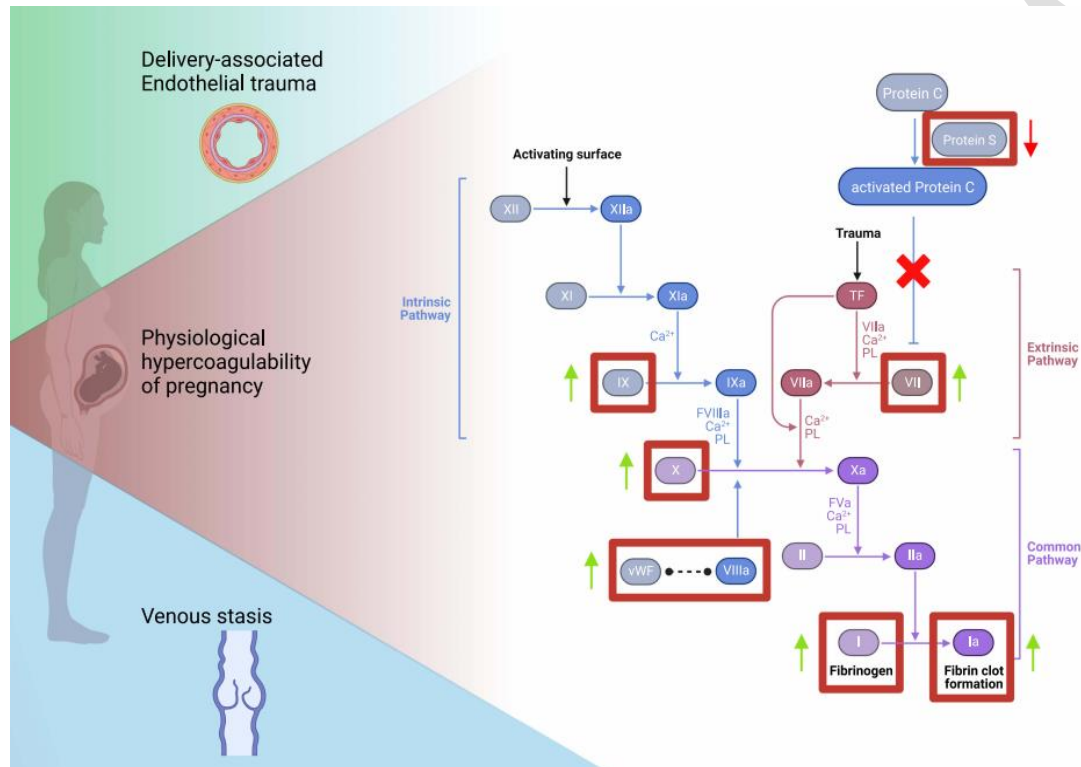 Delivery-associated
Endothelial trauma
Physiological
hypercoagulability
of pregnancy
Venous stasis
Protein C
Protein S
activated Protein C
Activating surface
XII
XIIa
Trauma
Intrinsic
Pathway
XI
XIa
TF
Ca²⁺
VIIa
Ca²⁺
PL
Extrinsic
Pathway
IX
IXa
VIIa
VII
FVIIIa
Ca²⁺
PL
Ca²⁺
PL
X
Xa
FVa
Ca²⁺
PL
Common
Pathway
II
IIa
vWF
VIIIa
I
Ia
Fibrinogen
Fibrin clot
formation